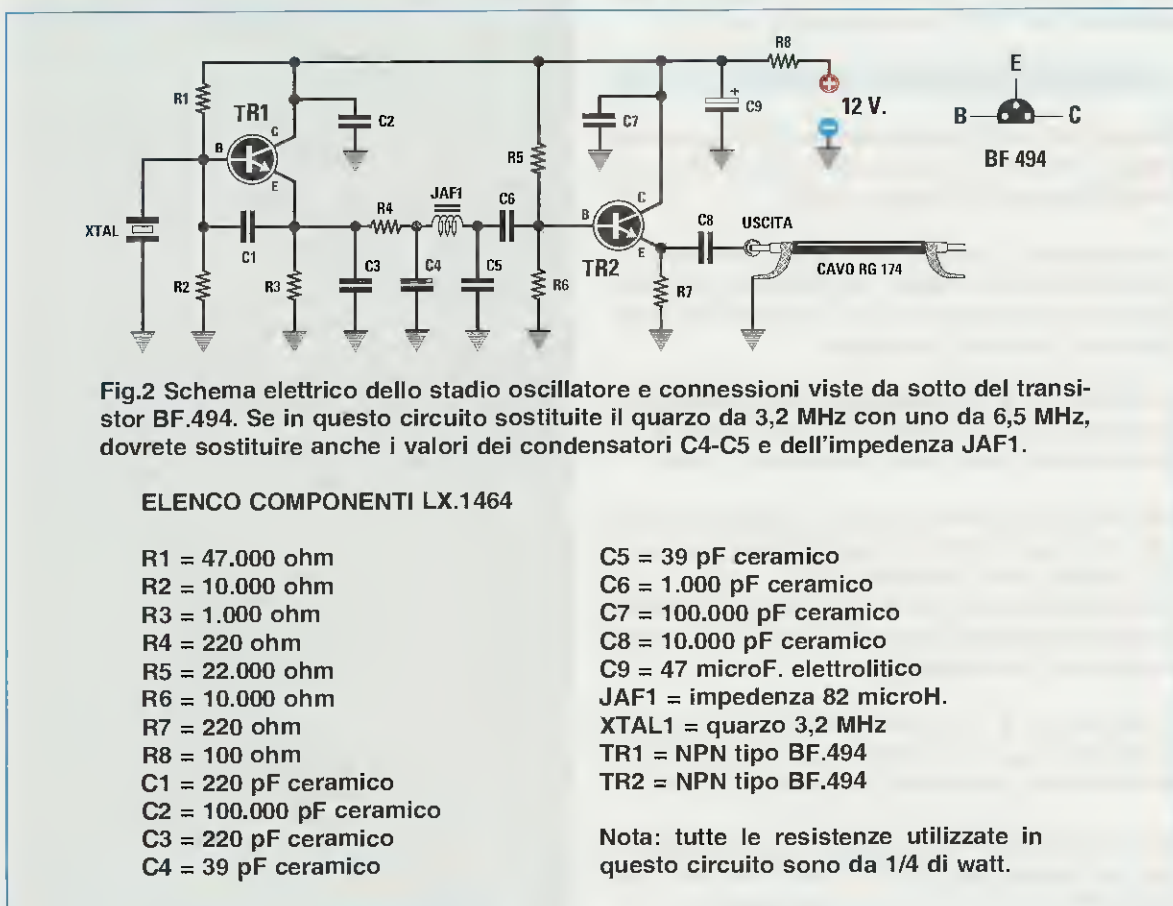 R8
E
R1
TR1
C
C2
C7
+
C9
12 V.
B
C
B
E
R5
BF 494
JAF1
C6
R4
C
XTAL
C1
B
C8
USCITA
E
CAVO RG 174
R2
R3
C3
C4
C5
R6
TR2
R7
Fig.2 Schema elettrico dello stadio oscillatore e connessioni viste da sotto del transi-
stor BF.494. Se in questo circuito sostituite il quarzo da 3,2 MHz con uno da 6,5 MHz,
dovrete sostituire anche i valori dei condensatori C4-C5 e dell'impedenza JAF1.
ELENCO COMPONENTI LX.1464
R1 = 47.000 ohm
R2 = 10.000 ohm
R3 = 1.000 ohm
R4 = 220 ohm
R5 = 22.000 ohm
R6 = 10.000 ohm
R7 = 220 ohm
R8 = 100 ohm
C1 = 220 pF ceramico
C2 = 100.000 pF ceramico
C3 = 220 pF ceramico
C4 = 39 pF ceramico
C5 = 39 pF ceramico
C6 = 1.000 pF ceramico
C7 = 100.000 pF ceramico
C8 = 10.000 pF ceramico
C9 = 47 microF. elettrolitico
JAF1 = impedenza 82 microH.
XTAL1 = quarzo 3,2 MHz
TR1 = NPN tipo BF.494
TR2 = NPN tipo BF.494
Nota: tutte le resistenze utilizzate in
questo circuito sono da 1/4 di watt.